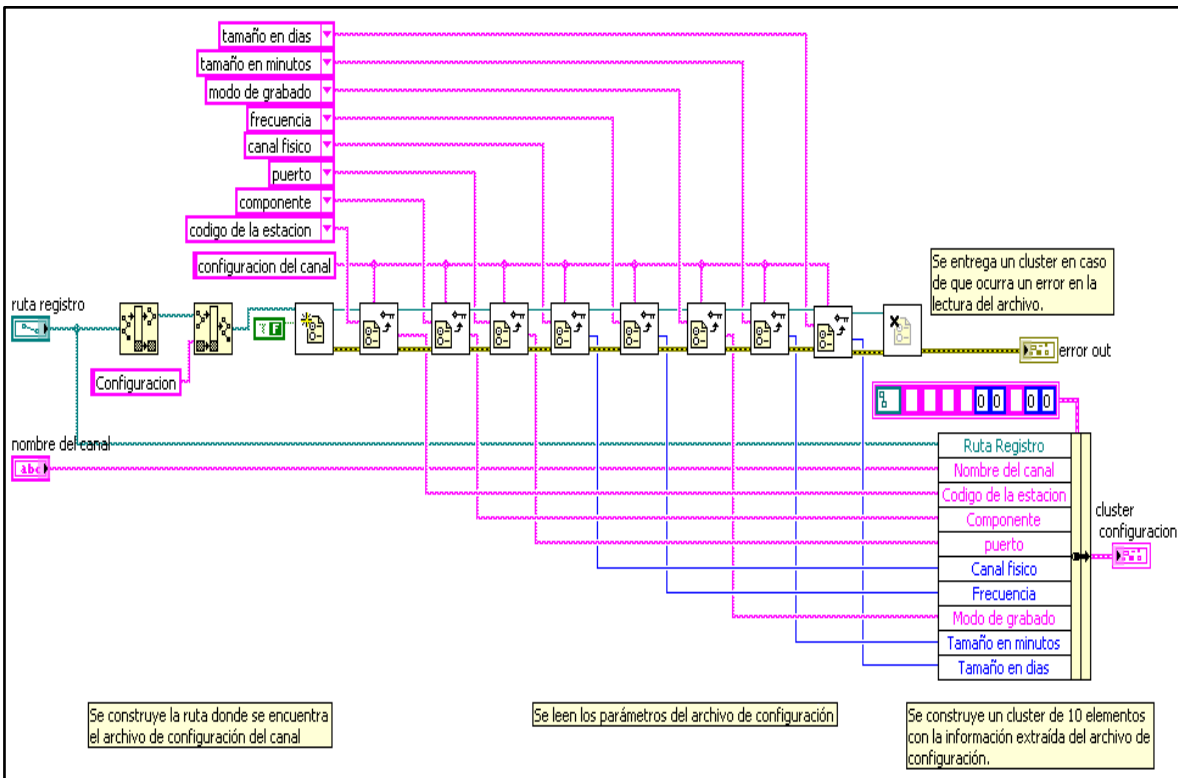 tamaño en dias
tamaño en minutos
modo de grabado
frecuencia
canal fisico
puerto
componente
codigo de la estacion
configuracion del canal
ruta registro
F
Configuracion
nombre del canal
abc
Se entrega un cluster en caso
de que ocurra un error en la
lectura del archivo.
error out
0 0 0 0
Ruta Registro
Nombre del canal
Codigo de la estacion
Componente
puerto
Canal fisico
Frecuencia
Modo de grabado
Tamaño en minutos
Tamaño en dias
cluster
configuracion
Se construye la ruta donde se encuentra
el archivo de configuración del canal
Se leen los parámetros del archivo de configuración
Se construye un cluster de 10 elementos
con la información extraída del archivo de
configuración.